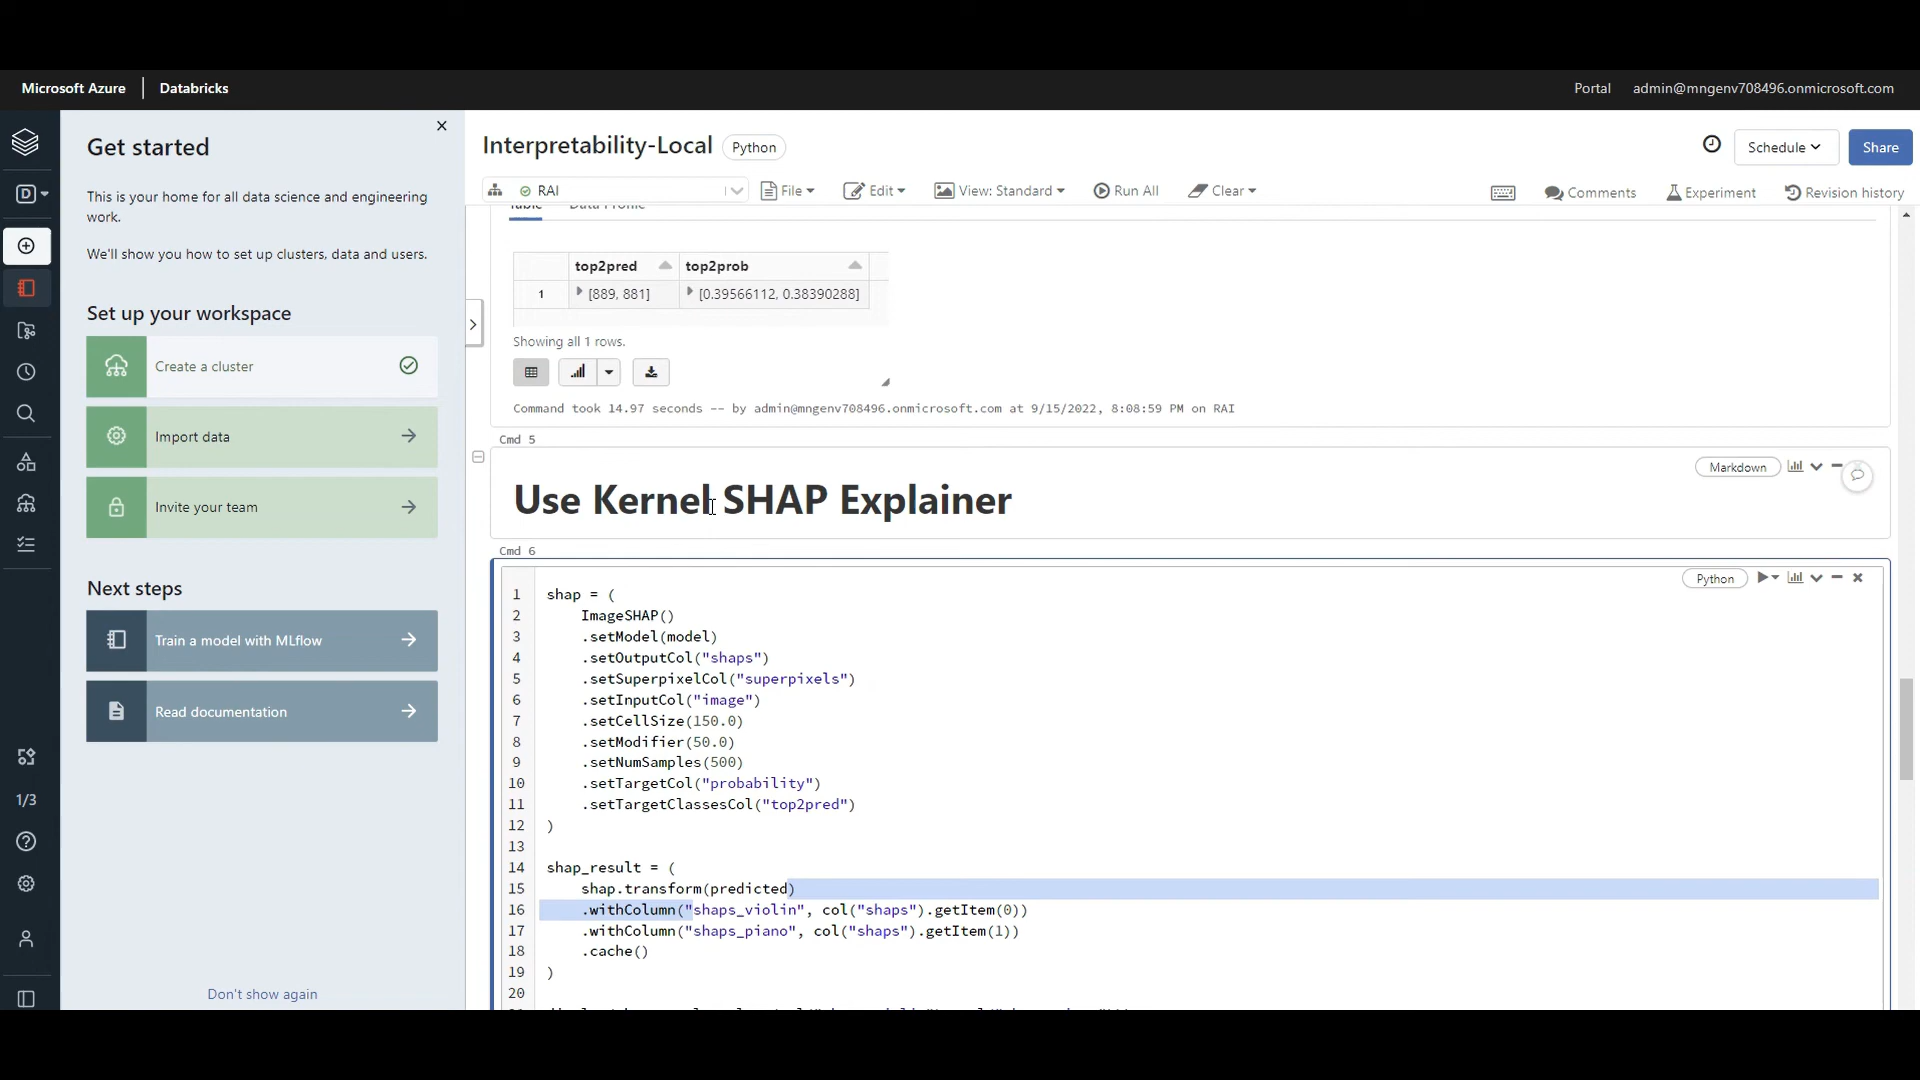 Microsoft Azure Databricks Portal admin@mngenv708496.onmicrosoft.com
Get started
This is your home for all data science and engineering
work.
We'll show you how to set up clusters, data and users.
Set up your workspace
Create a cluster
Import data
Invite your team
Next steps
Train a model with MLflow
Read documentation
Don't show again
D
1/3
Interpretability-Local Python
Schedule Share
RAI File Edit View: Standard Run All Clear Comments Experiment Revision history
Table Data Profile
top2pred top2prob
1 [889, 881] [0.39566112, 0.38390288]
Showing all 1 rows.
Command took 14.97 seconds -- by admin@mngenv708496.onmicrosoft.com at 9/15/2022, 8:08:59 PM on RAI
Cmd 5
Markdown
Use Kernel SHAP Explainer
Cmd 6
Python
1 shap = (
2 ImageSHAP()
3 .setModel(model)
4 .setOutputCol("shaps")
5 .setSuperpixelCol("superpixels")
6 .setInputCol("image")
7 .setCellSize(150.0)
8 .setModifier(50.0)
9 .setNumSamples(500)
10 .setTargetCol("probability")
11 .setTargetClassesCol("top2pred")
12 )
13
14 shap_result = (
15 shap.transform(predicted)
16 .withColumn("shaps_violin", col("shaps").getItem(0))
17 .withColumn("shaps_piano", col("shaps").getItem(1))
18 .cache()
19 )
20